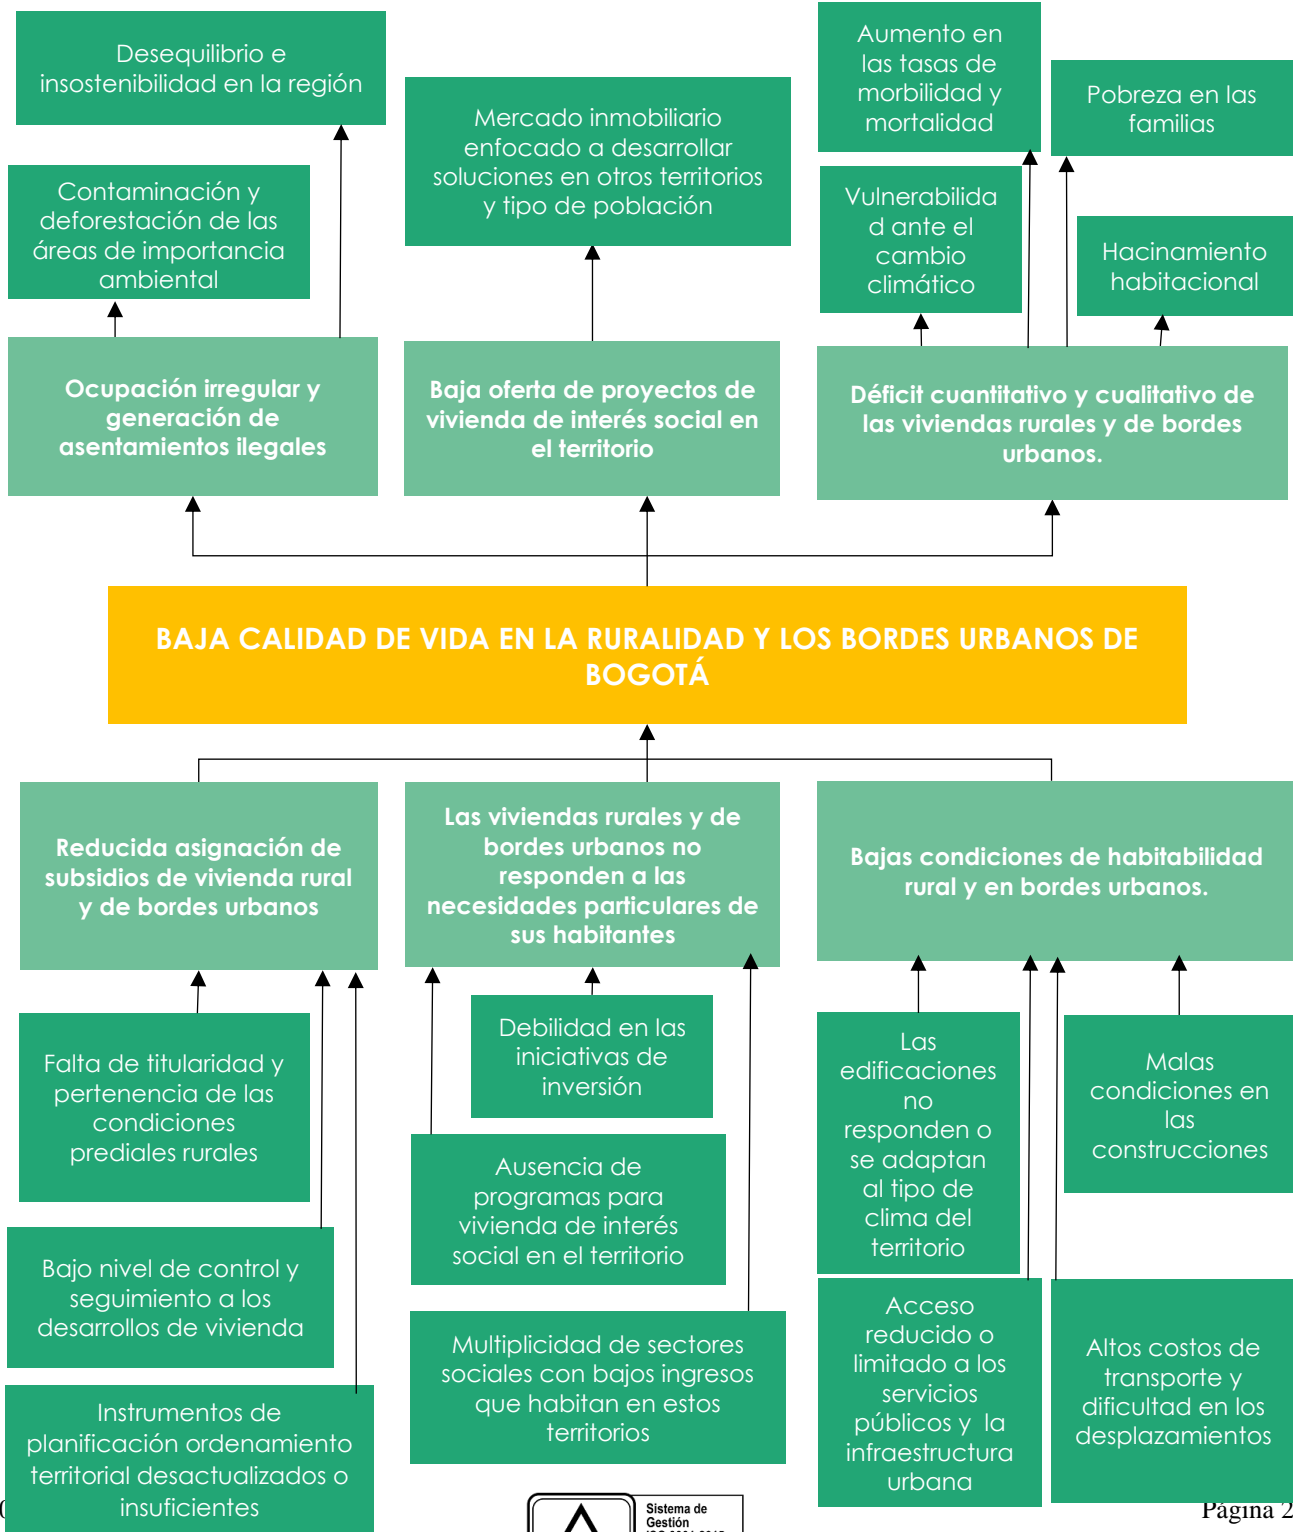 Desequilibrio e
insostenibilidad en la región
Mercado inmobiliario
enfocado a desarrollar
soluciones en otros territorios
y tipo de población
Aumento en
las tasas de
morbilidad y
mortalidad
Pobreza en las
familias
Contaminación y
deforestación de las
áreas de importancia
ambiental
Vulnerabilida
d ante el
cambio
climático
Hacinamiento
habitacional
Ocupación irregular y
generación de
asentamientos ilegales
Baja oferta de proyectos de
vivienda de interés social en
el territorio
Déficit cuantitativo y cualitativo de
las viviendas rurales y de bordes
urbanos.
BAJA CALIDAD DE VIDA EN LA RURALIDAD Y LOS BORDES URBANOS DE
BOGOTÁ
Reducida asignación de
subsidios de vivienda rural
y de bordes urbanos
Las viviendas rurales y de
bordes urbanos no
responden a las
necesidades particulares de
sus habitantes
Bajas condiciones de habitabilidad
rural y en bordes urbanos.
Falta de titularidad y
pertenencia de las
condiciones
prediales rurales
Debilidad en las
iniciativas de
inversión
Las
edificaciones
no
responden o
se adaptan
al tipo de
clima del
territorio
Malas
condiciones en
las
construcciones
Bajo nivel de control y
seguimiento a los
desarrollos de vivienda
Ausencia de
programas para
vivienda de interés
social en el territorio
Acceso
reducido o
limitado a los
servicios
públicos y la
infraestructura
urbana
Altos costos de
transporte y
dificultad en los
desplazamientos
Instrumentos de
planificación ordenamiento
territorial desactualizados o
insuficientes
Multiplicidad de sectores
sociales con bajos ingresos
que habitan en estos
territorios
Sistema de
Gestión
Página 2